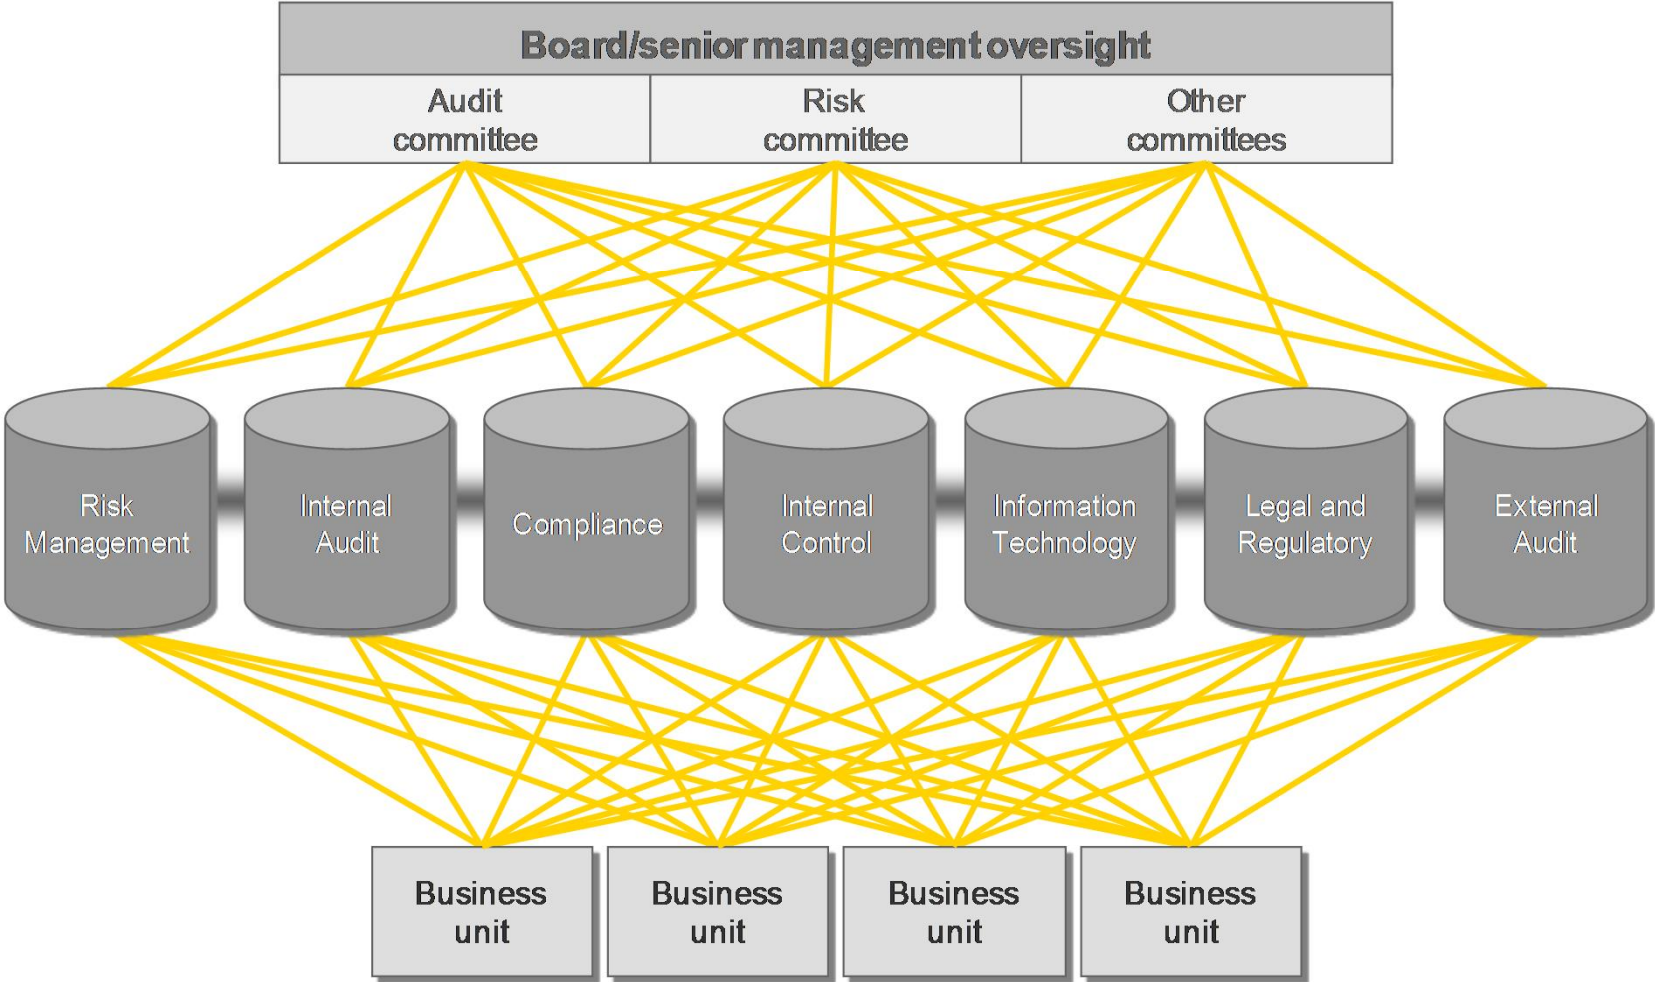 Board/senior management oversight
Audit
committee
Risk
committee
Other
committees
Risk
Management
Internal
Audit
Compliance
Internal
Control
Information
Technology
Legal and
Regulatory
External
Audit
Business
unit
Business
unit
Business
unit
Business
unit